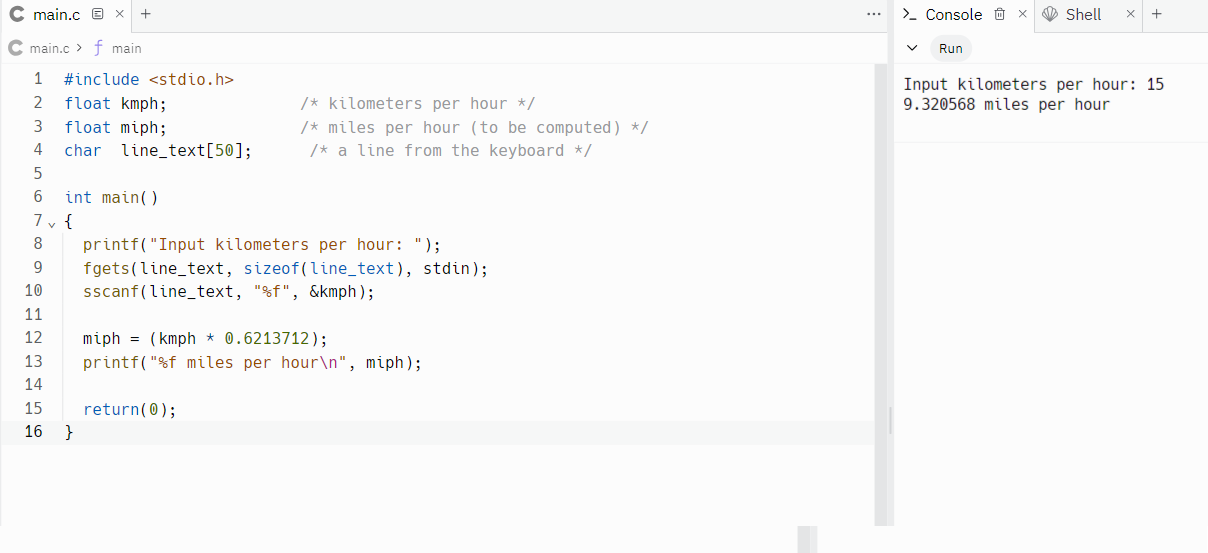 main.c
main.c > f main
1 #include <stdio.h>
2 float kmph; /* kilometers per hour */
3 float miph; /* miles per hour (to be computed) */
4 char  line_text[50]; /* a line from the keyboard */
5
6 int main()
7 {
8   printf("Input kilometers per hour: ");
9   fgets(line_text, sizeof(line_text), stdin);
10   sscanf(line_text, "%f", &kmph);
11
12   miph = (kmph * 0.6213712);
13   printf("%f miles per hour\n", miph);
14
15   return(0);
16 }
Console
Shell
Run
Input kilometers per hour: 15
9.320568 miles per hour